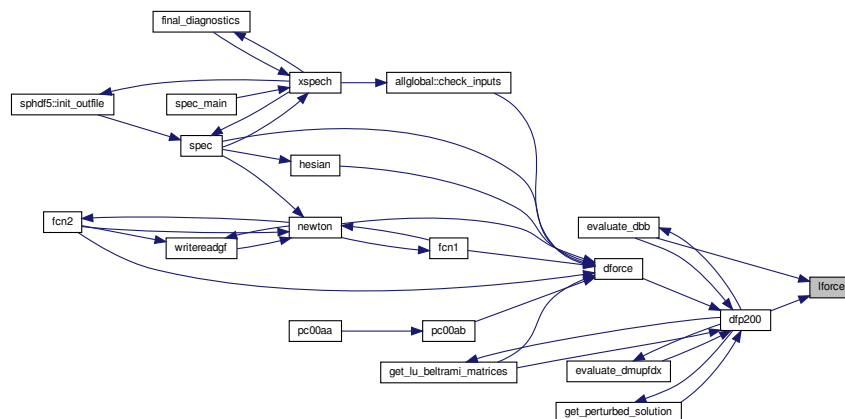 final_diagnostics
xspech
allglobal::check_inputs
sphdf5::init_outfile
spec_main
spec
hesian
fcn2
newton
evaluate_dbb
writereadgf
fcn1
dforce
lforce
dfp200
pc00aa
pc00ab
get_lu_beltrami_matrices
evaluate_dmupfdx
get_perturbed_solution